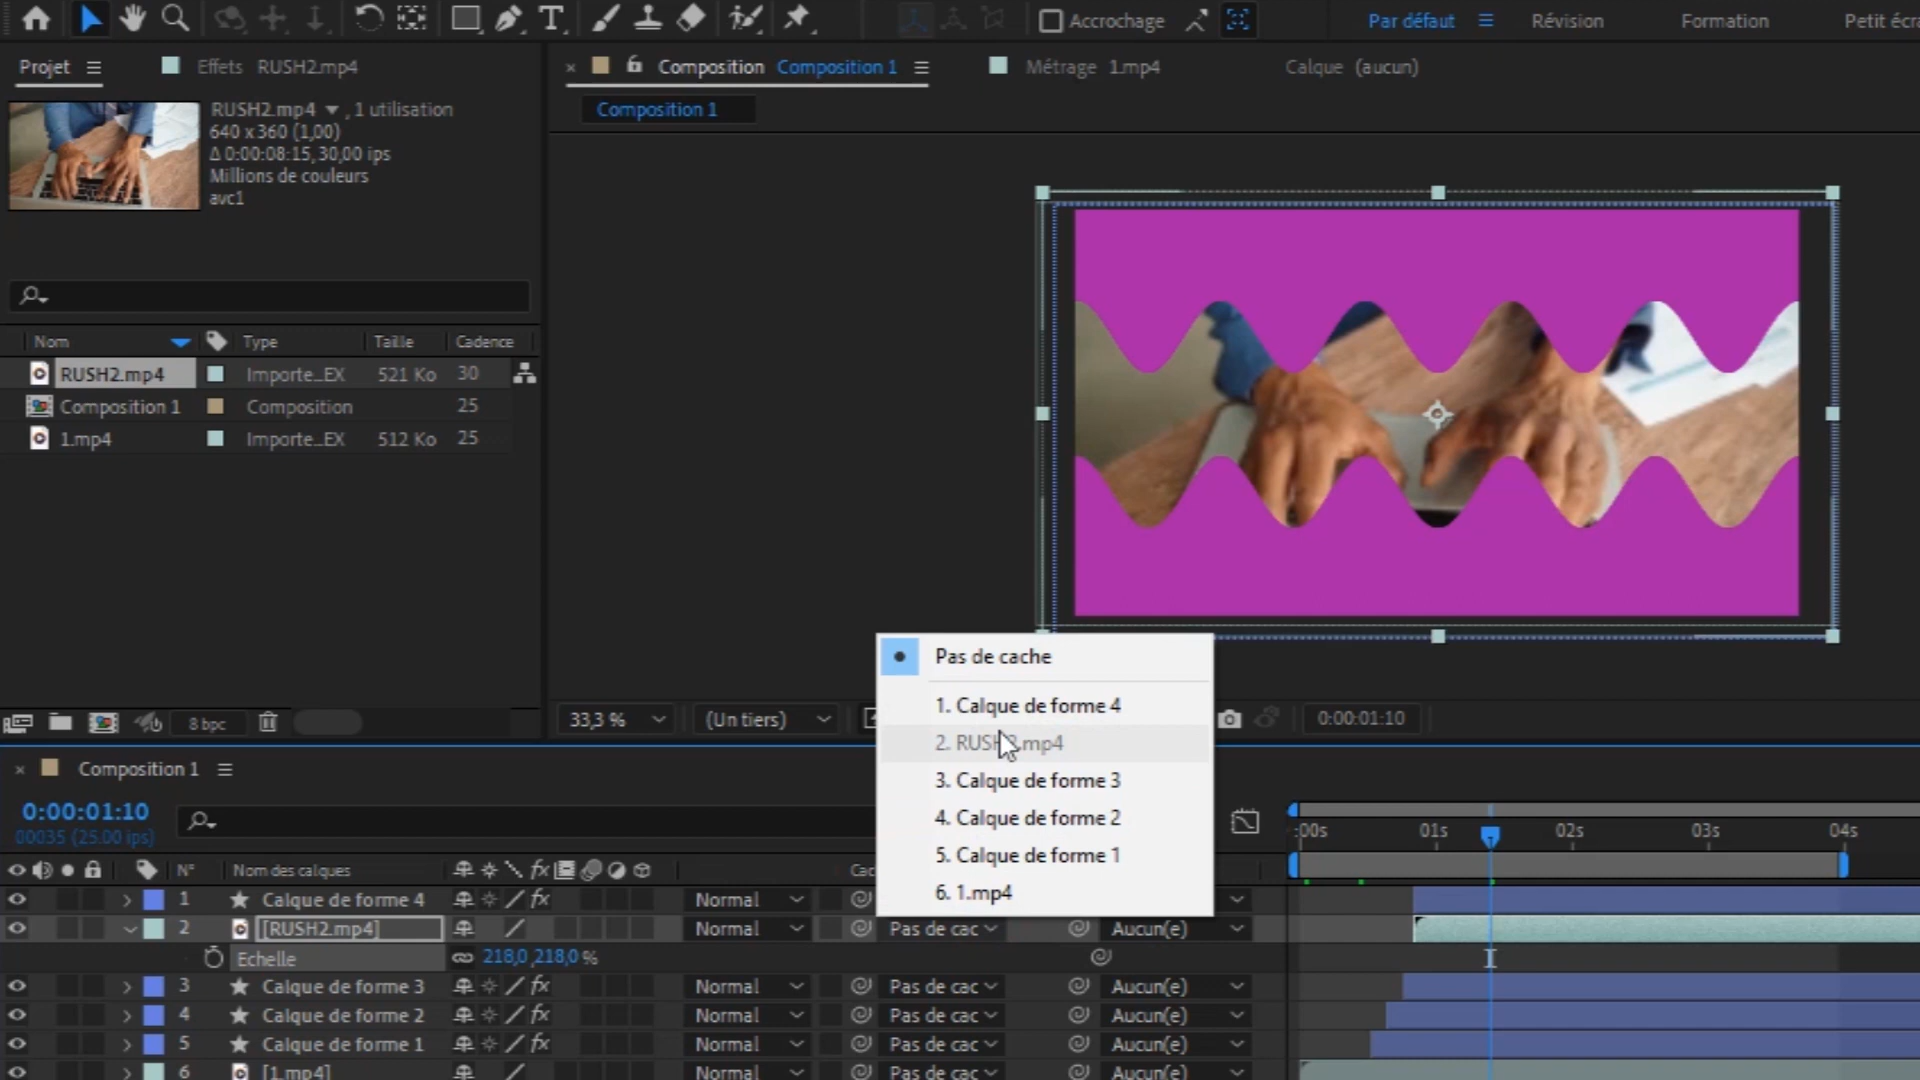 Accrochage
Par défaut
Révision
Formation
Petit écra
Projet
Effets RUSH2.mp4
Composition Composition 1
Métrage 1.mp4
Calque (aucun)
Composition 1
RUSH2.mp4 , 1 utilisation
640 x 360 (1,00)
Δ 0:00:08:15, 30,00 ips
Millions de couleurs
avc1
Nom Type Taille Cadence
RUSH2.mp4 Importe_EX 521 Ko 30
Composition 1 Composition 25
1.mp4 Importe_EX 512 Ko 25
8 bpc
33,3 %
(Un tiers)
0:00:01:10
Pas de cache
1. Calque de forme 4
2. RUSH2.mp4
3. Calque de forme 3
4. Calque de forme 2
5. Calque de forme 1
6. 1.mp4
Composition 1
0:00:01:10
00035 (25.00 ips)
:00s 01s 02s 03s 04s
N° Nom des calques fx Cac
1 Calque de forme 4 fx Normal
2 [RUSH2.mp4] Normal Pas de cac Aucun(e)
Echelle 218,0,218,0 %
3 Calque de forme 3 fx Normal Pas de cac Aucun(e)
4 Calque de forme 2 fx Normal Pas de cac Aucun(e)
5 Calque de forme 1 fx Normal Pas de cac Aucun(e)
6 [1.mp4] Normal Pas de cac Aucun(e)